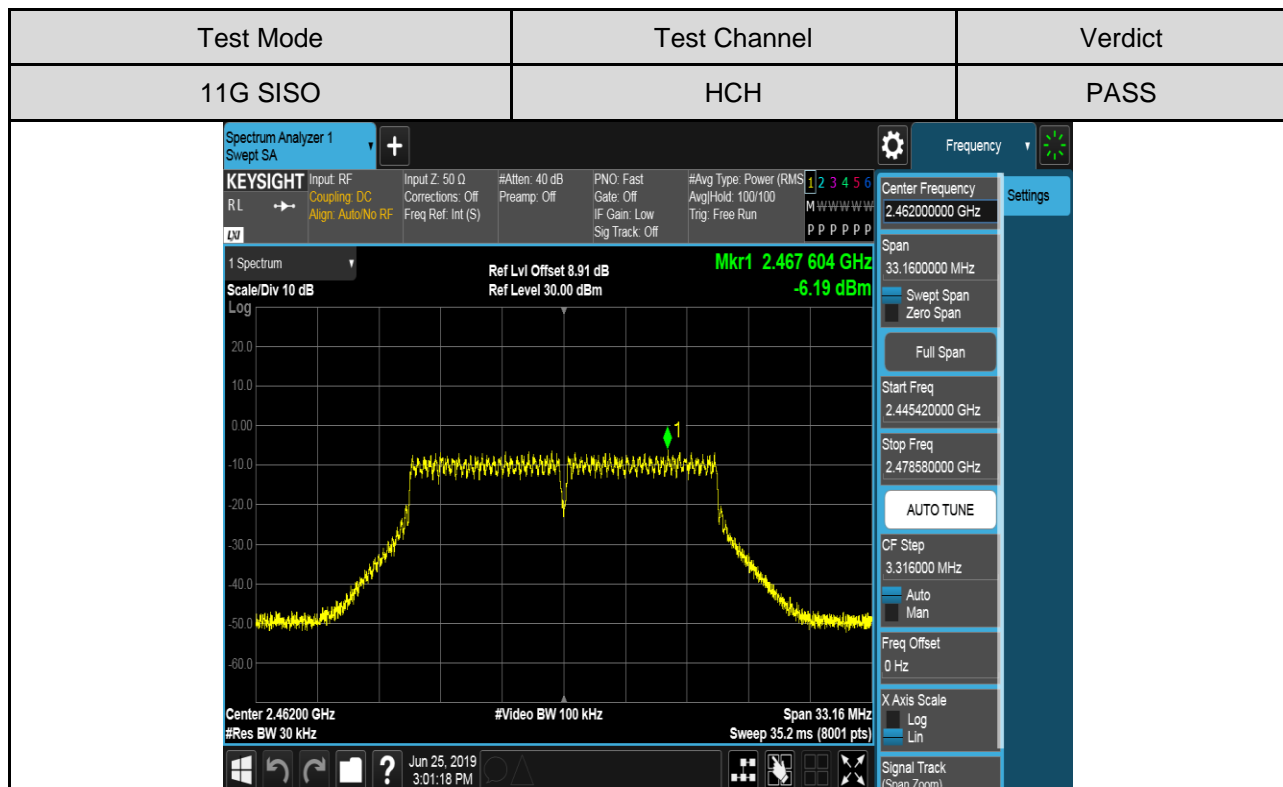 Test Mode Test Channel Verdict
11G SISO HCH PASS
Spectrum Analyzer 1
Swept SA
+
Frequency
KEYSIGHT Input: RF Input Z: 50 Ω #Atten: 40 dB PNO: Fast #Avg Type: Power (RMS 1 2 3 4 5 6
RL Coupling: DC Corrections: Off Preamp: Off Gate: Off Avg|Hold: 100/100 M W W W W W
Align: Auto/No RF Freq Ref: Int (S) IF Gain: Low Trig: Free Run
LXI Sig Track: Off P P P P P P
1 Spectrum
Ref Lvl Offset 8.91 dB
Mkr1 2.467 604 GHz
Scale/Div 10 dB Ref Level 30.00 dBm -6.19 dBm
Log
20.0
10.0
0.00
1
-10.0
-20.0
-30.0
-40.0
-50.0
-60.0
Center 2.46200 GHz #Video BW 100 kHz Span 33.16 MHz
#Res BW 30 kHz Sweep 35.2 ms (8001 pts)
?
Jun 25, 2019
3:01:18 PM
Center Frequency
2.462000000 GHz
Settings
Span
33.1600000 MHz
Swept Span
Zero Span
Full Span
Start Freq
2.445420000 GHz
Stop Freq
2.478580000 GHz
AUTO TUNE
CF Step
3.316000 MHz
Auto
Man
Freq Offset
0 Hz
X Axis Scale
Log
Lin
Signal Track
(Span Zoom)